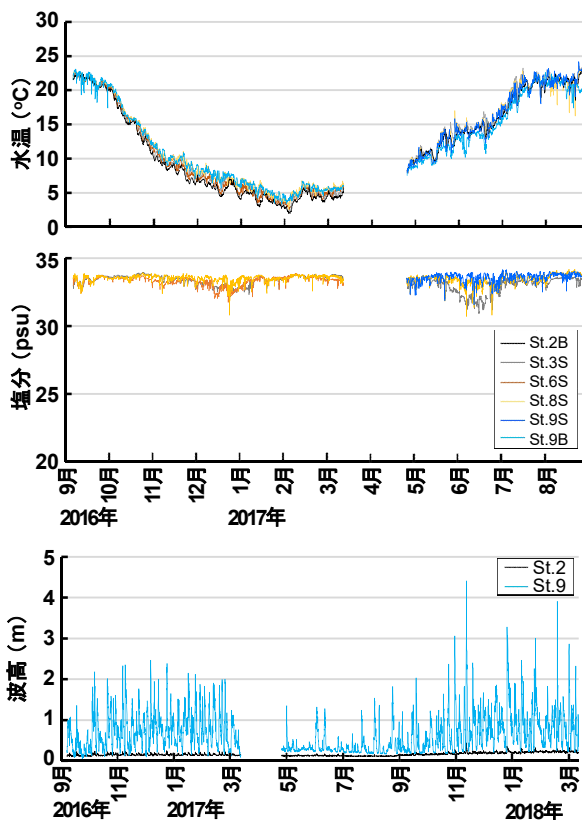 30
25
20
15
10
5
0
水温 (℃)
35
30
25
20
塩分 (psu)
St.2B
St.3S
St.6S
St.8S
St.9S
St.9B
9月 10月 11月 12月 1月 2月 3月 4月 5月 6月 7月 8月
2016年 2017年
5
4
3
2
1
0
波高 (m)
St.2
St.9
9月 11月 1月 3月 5月 7月 9月 11月 1月 3月
2016年 2017年 2018年